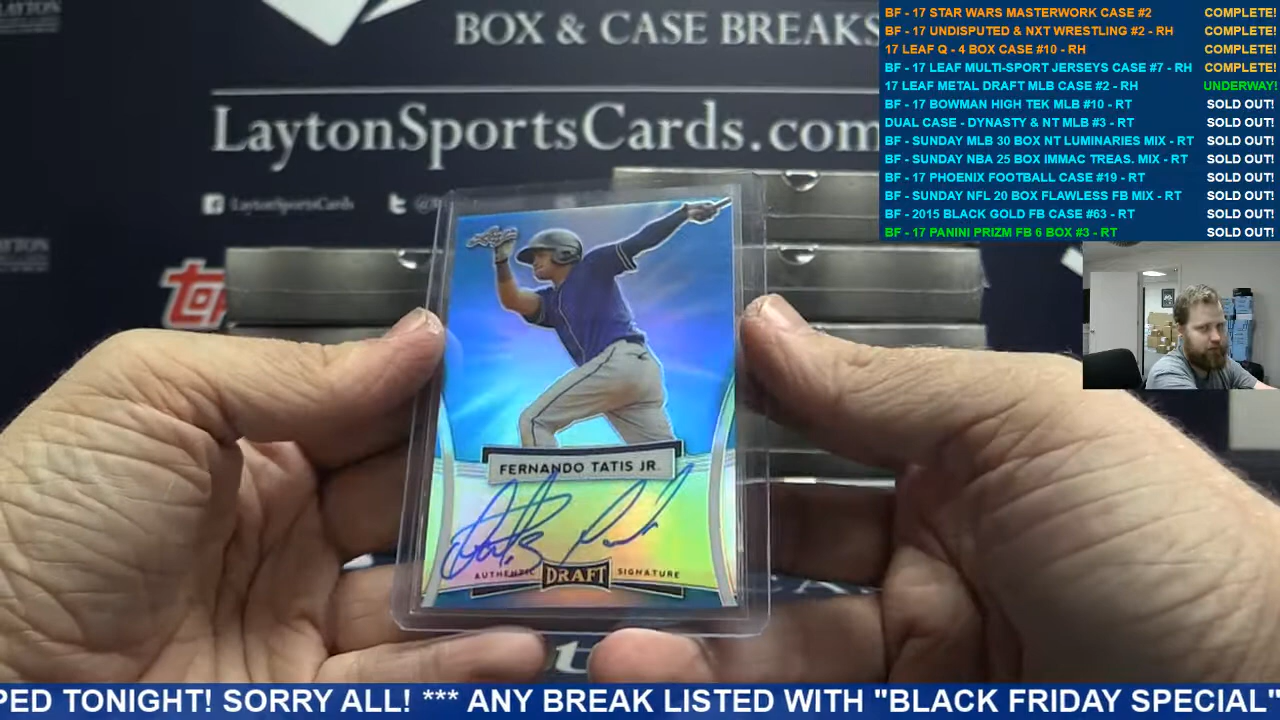 BOX & CASE BREAKS
LaytonSportsCards.com
LaytonSportsCards
BF - 17 STAR WARS MASTERWORK CASE #2 COMPLETE!
BF - 17 UNDISPUTED & NXT WRESTLING #2 - RH COMPLETE!
17 LEAF Q - 4 BOX CASE #10 - RH COMPLETE!
BF - 17 LEAF MULTI-SPORT JERSEYS CASE #7 - RH COMPLETE!
17 LEAF METAL DRAFT MLB CASE #2 - RH UNDERWAY!
BF - 17 BOWMAN HIGH TEK MLB #10 - RT SOLD OUT!
DUAL CASE - DYNASTY & NT MLB #3 - RT SOLD OUT!
BF - SUNDAY MLB 30 BOX NT LUMINARIES MIX - RT SOLD OUT!
BF - SUNDAY NBA 25 BOX IMMAC TREAS. MIX - RT SOLD OUT!
BF - 17 PHOENIX FOOTBALL CASE #19 - RT SOLD OUT!
BF - SUNDAY NFL 20 BOX FLAWLESS FB MIX - RT SOLD OUT!
BF - 2015 BLACK GOLD FB CASE #63 - RT SOLD OUT!
BF - 17 PANINI PRIZM FB 6 BOX #3 - RT SOLD OUT!
Leaf
FERNANDO TATIS JR.
AUTHENTIC DRAFT SIGNATURE
PED TONIGHT! SORRY ALL! *** ANY BREAK LISTED WITH "BLACK FRIDAY SPECIAL"